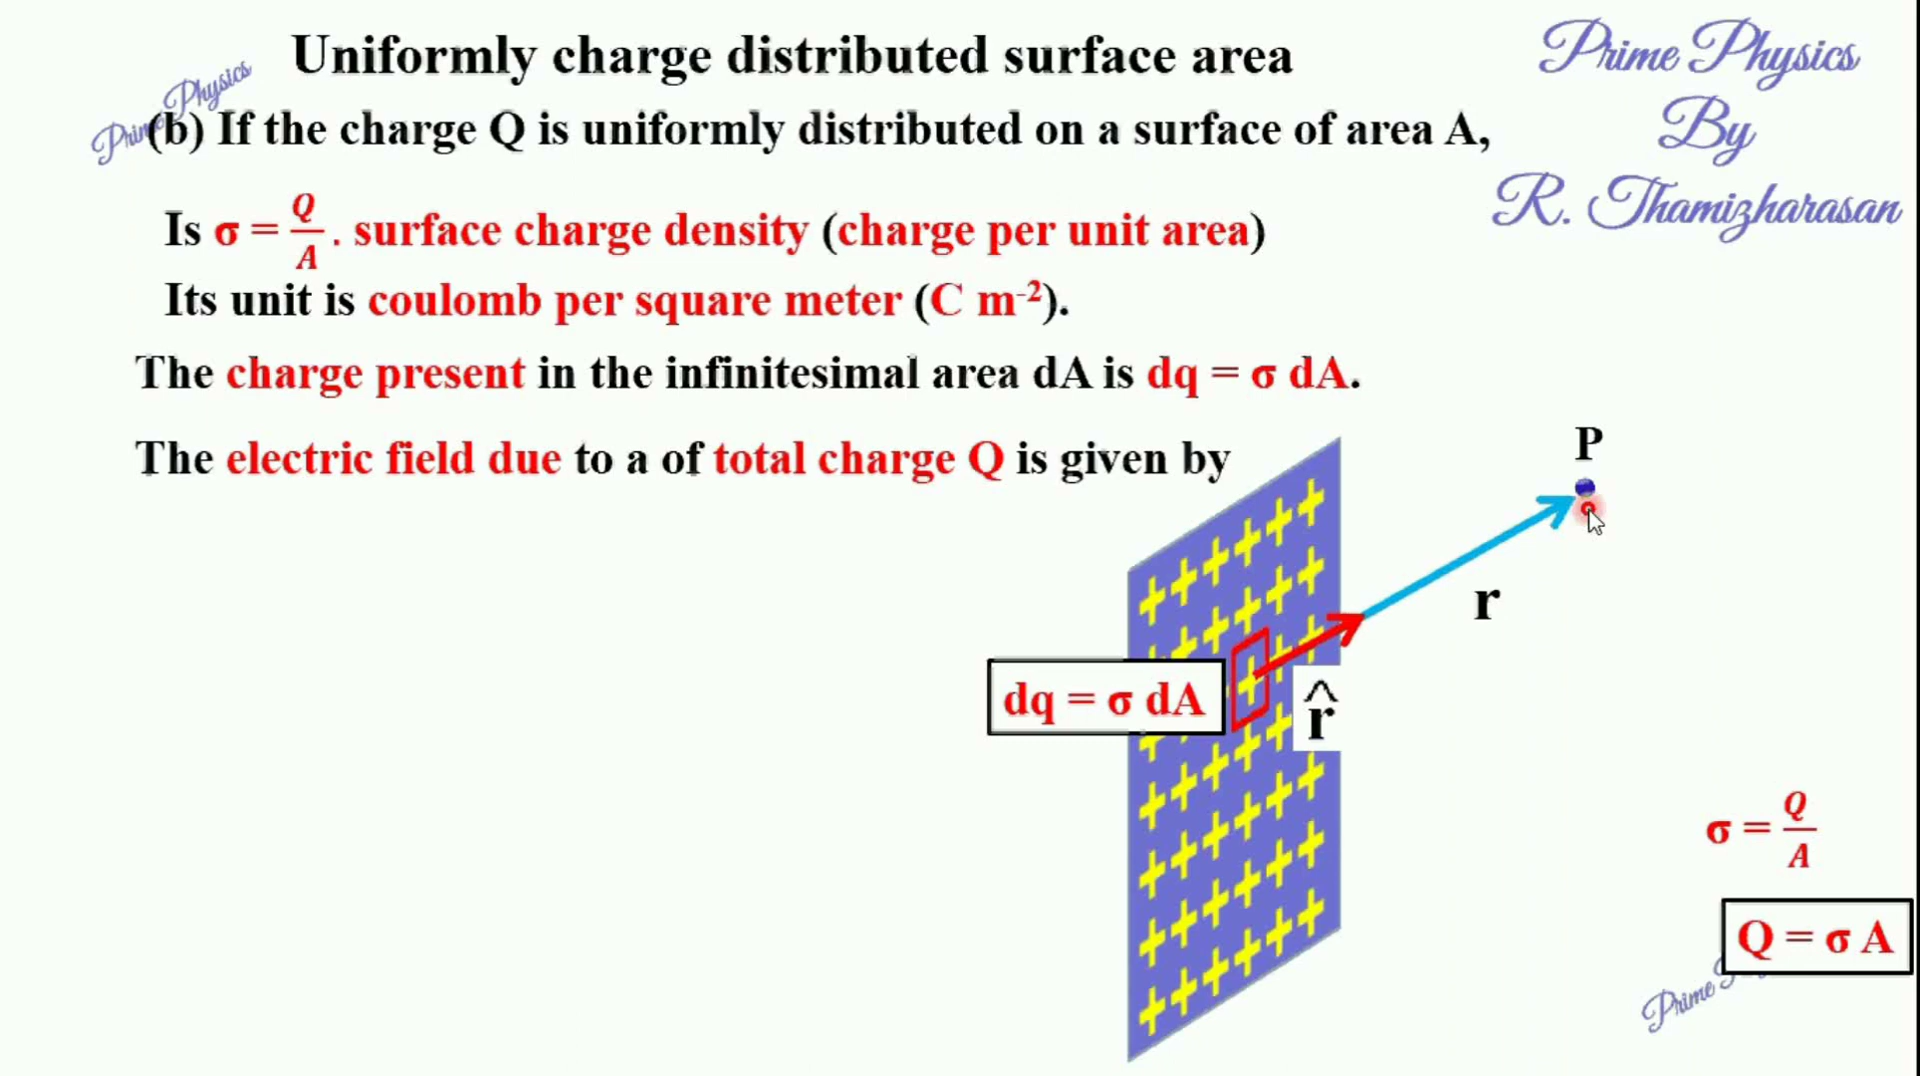 Uniformly charge distributed surface area
Prime Physics
By
R. Thamizharasan
Prime Physics
(b) If the charge Q is uniformly distributed on a surface of area A,
Is σ = Q/A . surface charge density (charge per unit area)
Its unit is coulomb per square meter (C m⁻²).
The charge present in the infinitesimal area dA is dq = σ dA.
The electric field due to a of total charge Q is given by
P
r
dq = σ dA
r̂
σ = Q/A
Q = σ A
Prime